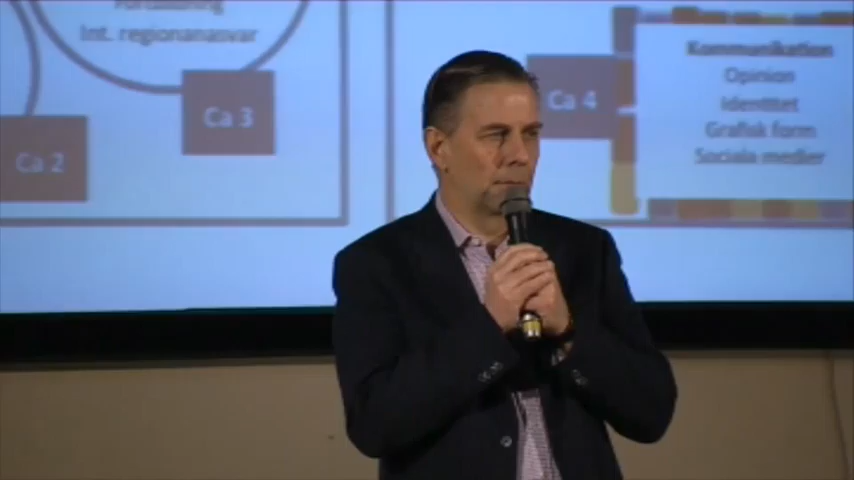 Int. regionansvar
Ca 3
Ca 2
Ca 4
Kommunikation
Opinion
Identitet
Grafisk form
Sociala medier